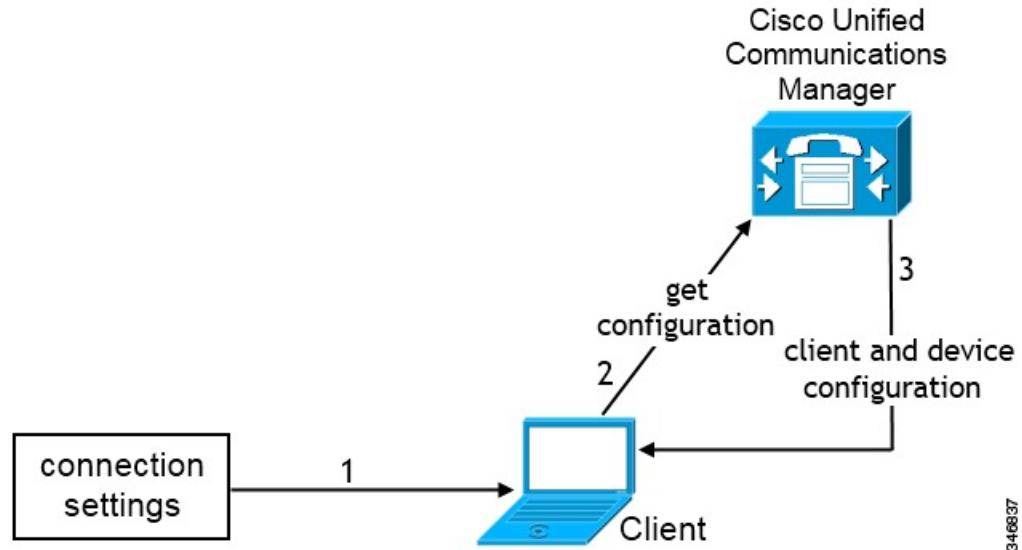 Cisco Unified
Communications
Manager
3
get
configuration
client and device
configuration
2
connection
settings
1
Client
346837